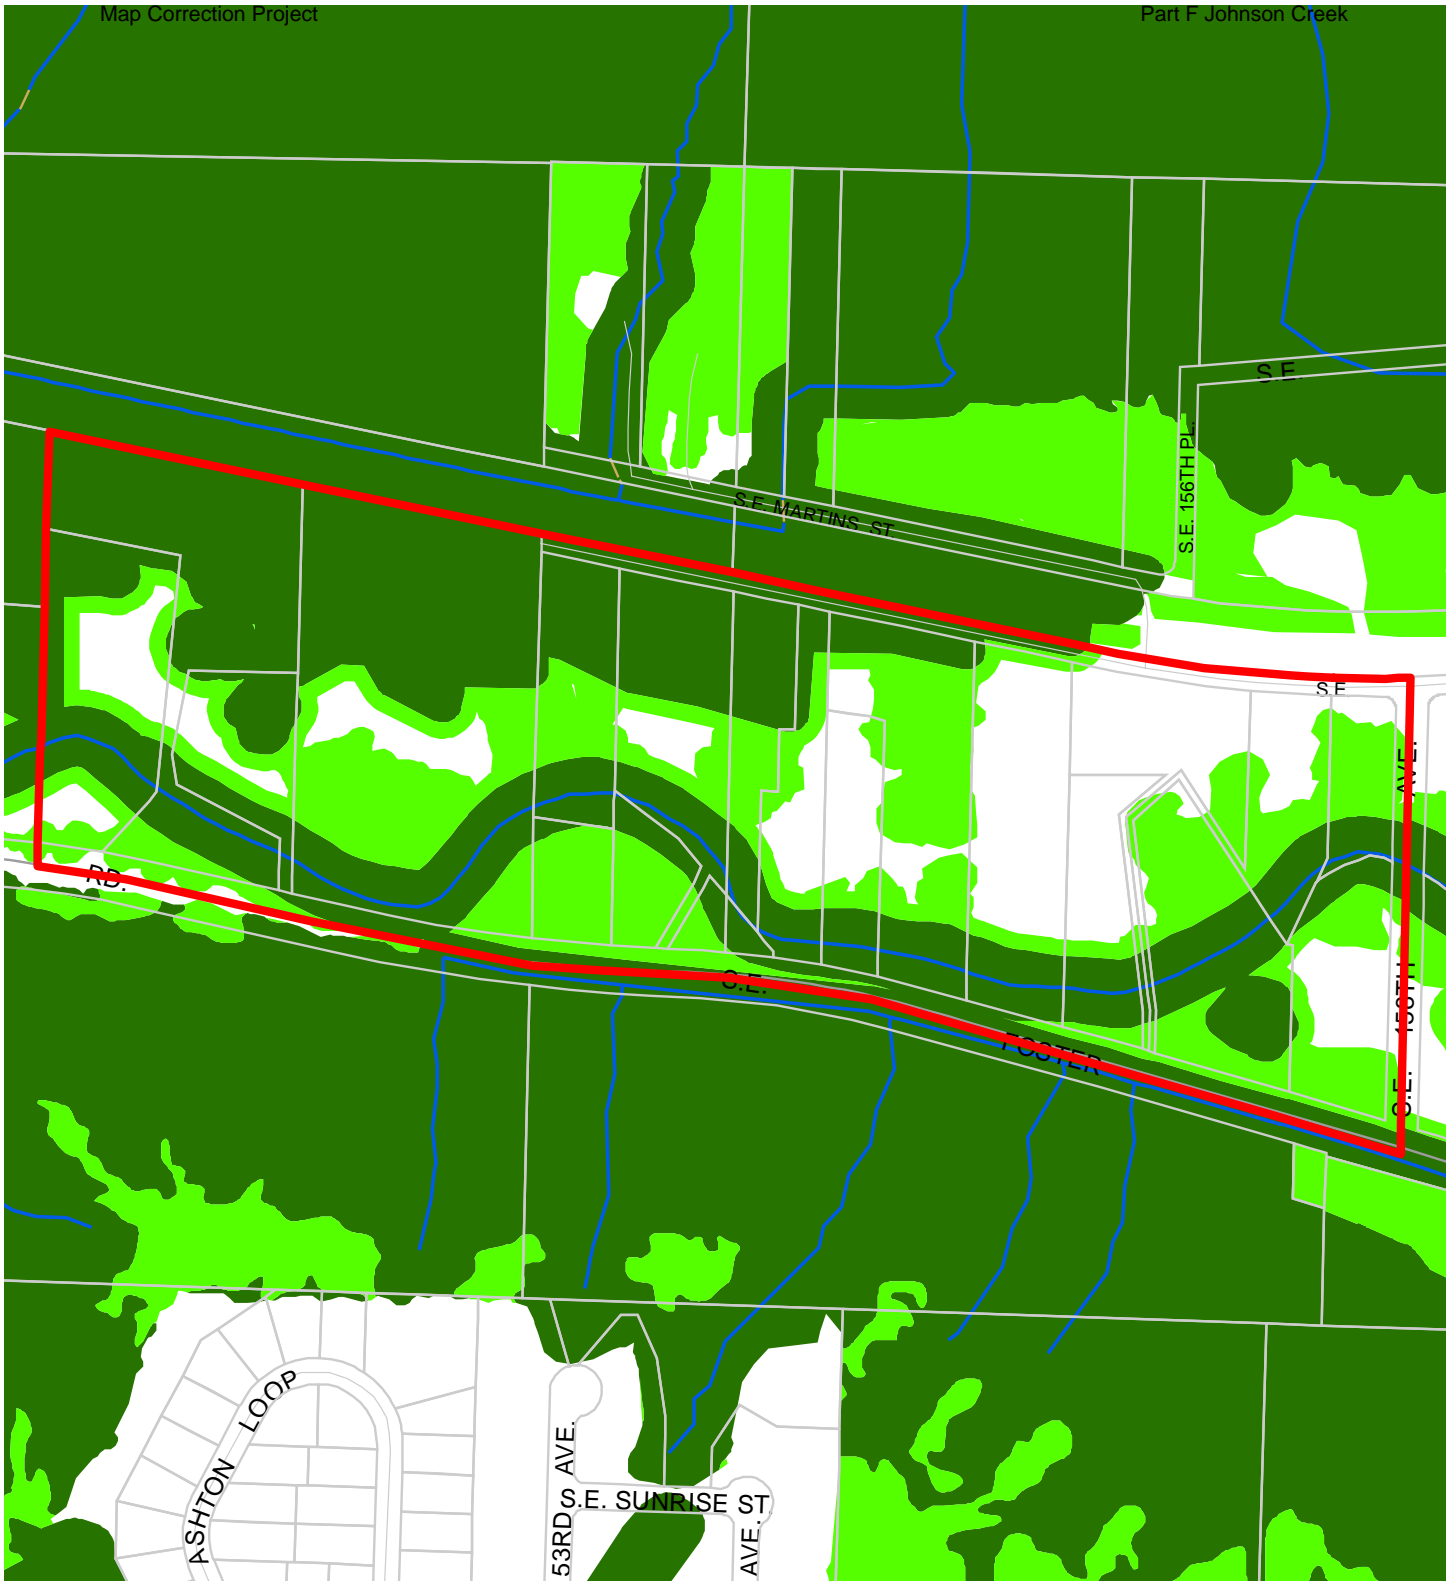 Map Correction Project
Part F Johnson Creek
S.E.
S.E. 156TH PL.
S.E. MARTINS ST
S.E
AVE.
156TH
S.E.
RD.
S.E.
FOSTER
ASHTON LOOP
53RD AVE.
S.E. SUNRISE ST.
AVE.